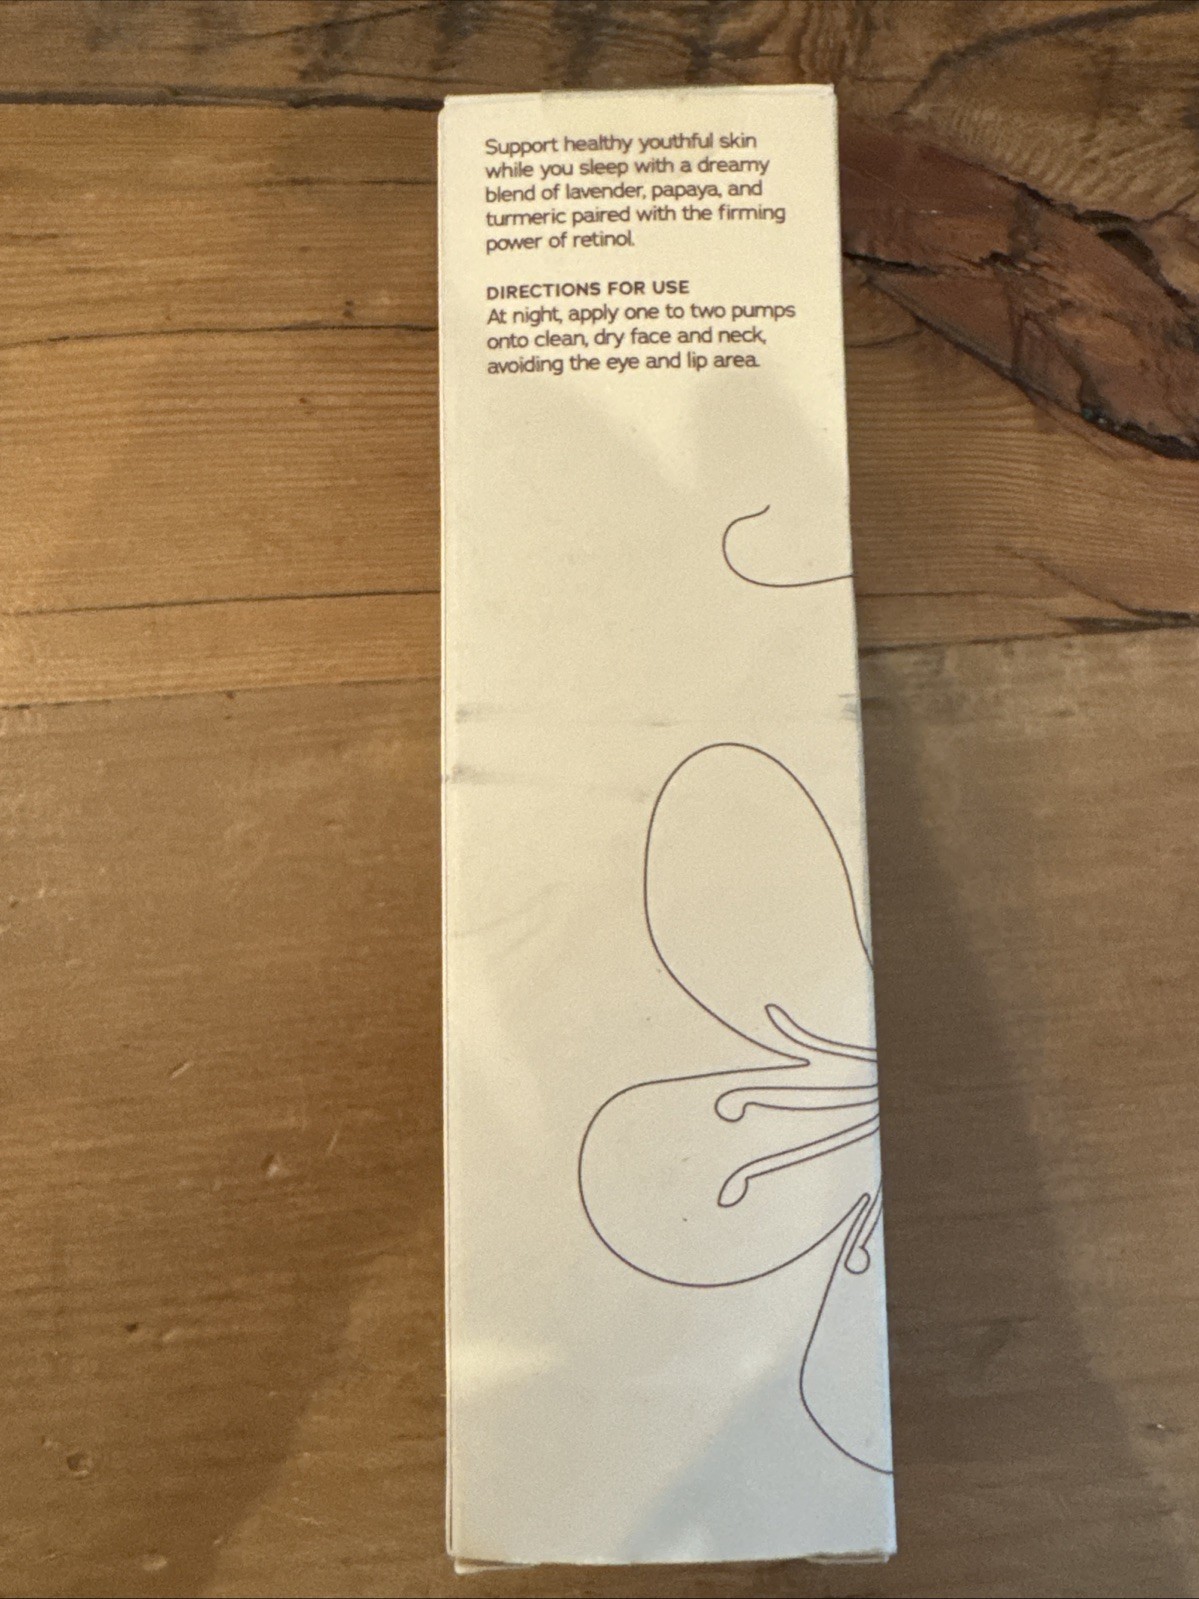 Support healthy youthful skin
while you sleep with a dreamy
blend of lavender, papaya, and
turmeric paired with the firming
power of retinol.
DIRECTIONS FOR USE
At night, apply one to two pumps
onto clean, dry face and neck,
avoiding the eye and lip area.